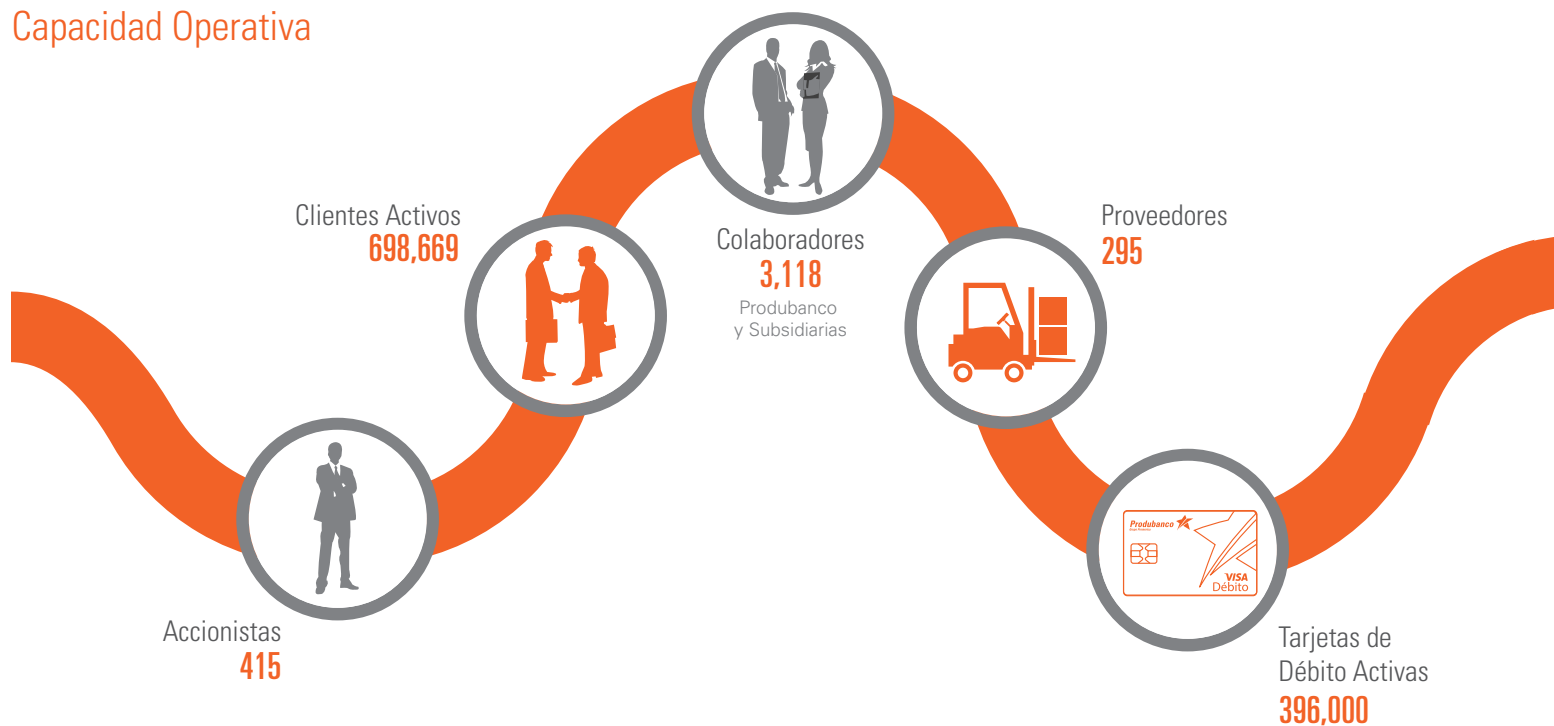 Capacidad Operativa
Accionistas
415
Clientes Activos
698,669
Colaboradores
3,118
Produbanco
y Subsidiarias
Proveedores
295
Produbanco
VISA
Débito
Tarjetas de
Débito Activas
396,000